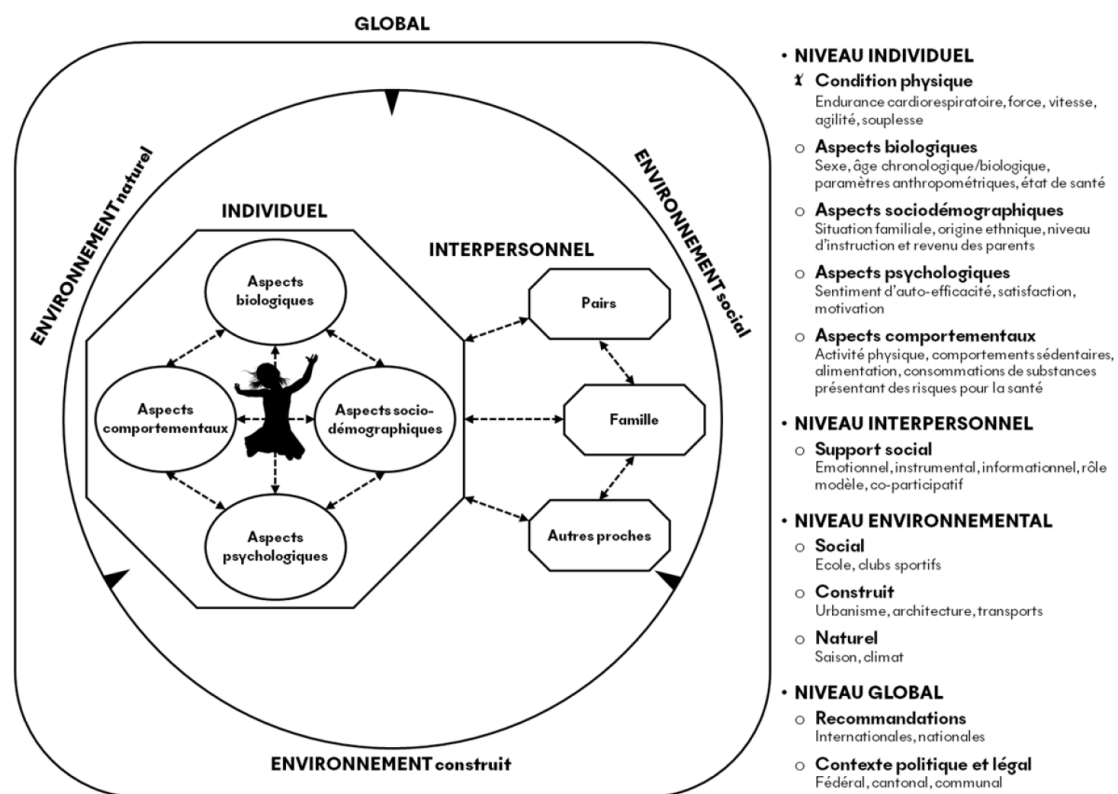 GLOBAL
ENVIRONNEMENT naturel
ENVIRONNEMENT social
INDIVIDUEL
INTERPERSONNEL
Aspects
biologiques
Pairs
Aspects
comportementaux
Aspects socio-
démographiques
Famille
Aspects
psychologiques
Autres proches
ENVIRONNEMENT construit
• NIVEAU INDIVIDUEL
Condition physique
Endurance cardiorespiratoire, force, vitesse,
agilité, souplesse
○ Aspects biologiques
Sexe, âge chronologique/biologique,
paramètres anthropométriques, état de santé
○ Aspects sociodémographiques
Situation familiale, origine ethnique, niveau
d'instruction et revenu des parents
○ Aspects psychologiques
Sentiment d'auto-efficacité, satisfaction,
motivation
○ Aspects comportementaux
Activité physique, comportements sédentaires,
alimentation, consommations de substances
présentant des risques pour la santé
• NIVEAU INTERPERSONNEL
○ Support social
Emotionnel, instrumental, informationnel, rôle
modèle, co-participatif
• NIVEAU ENVIRONNEMENTAL
○ Social
Ecole, clubs sportifs
○ Construit
Urbanisme, architecture, transports
○ Naturel
Saison, climat
• NIVEAU GLOBAL
○ Recommandations
Internationales, nationales
○ Contexte politique et légal
Fédéral, cantonal, communal